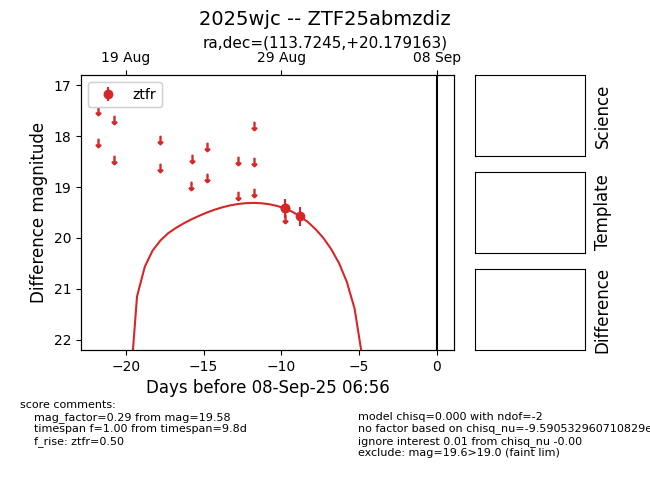 2025wjc -- ZTF25abmzdiz
ra,dec=(113.7245,+20.179163)
19 Aug
29 Aug
08 Sep
ztfr
17
18
19
20
21
22
Difference magnitude
−20
−15
−10
−5
0
Days before 08-Sep-25 06:56
Science
Template
Difference
score comments:
mag_factor=0.29 from mag=19.58
timespan f=1.00 from timespan=9.8d
f_rise: ztfr=0.50
model chisq=0.000 with ndof=-2
no factor based on chisq_nu=-9.590532960710829e
ignore interest 0.01 from chisq_nu -0.00
exclude: mag=19.6>19.0 (faint lim)